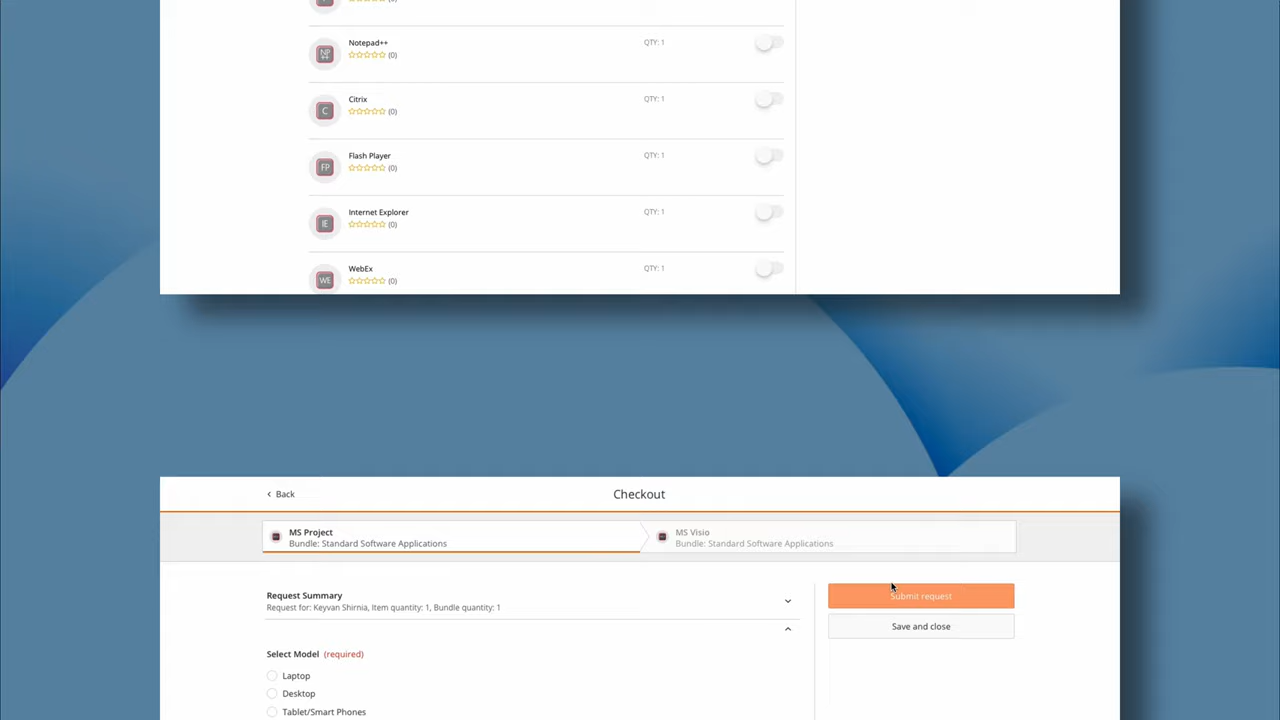 (0)
Notepad++
QTY: 1
NP
++
(0)
Citrix
QTY: 1
C
(0)
Flash Player
QTY: 1
FP
(0)
Internet Explorer
QTY: 1
IE
(0)
WebEx
QTY: 1
WE
(0)
Back
Checkout
MS Project
Bundle: Standard Software Applications
MS Visio
Bundle: Standard Software Applications
Request Summary
Request for: Keyvan Shirnia, Item quantity: 1, Bundle quantity: 1
Submit request
Save and close
Select Model (required)
Laptop
Desktop
Tablet/Smart Phones